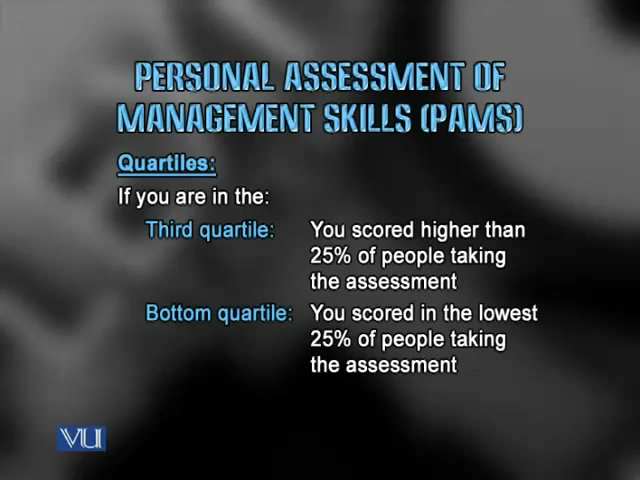 PERSONAL ASSESSMENT OF
MANAGEMENT SKILLS (PAMS)
Quartiles:
If you are in the:
Third quartile: You scored higher than
25% of people taking
the assessment
Bottom quartile: You scored in the lowest
25% of people taking
the assessment
VU